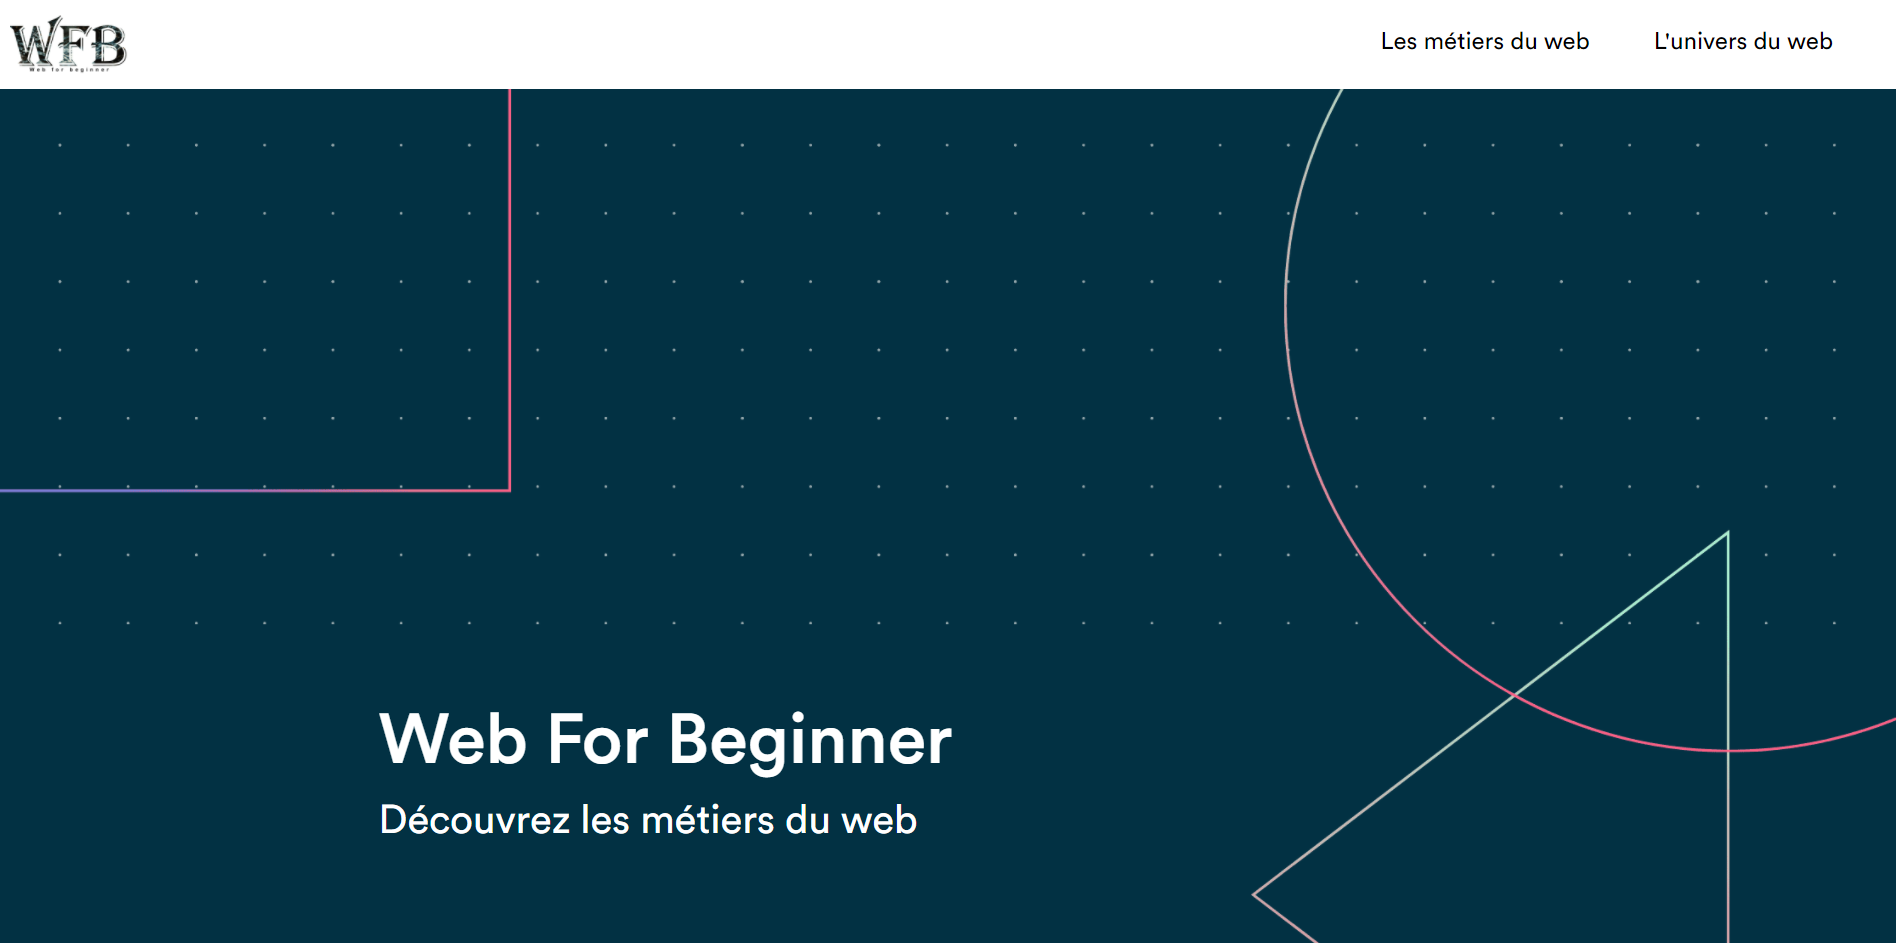 WFB
Web for beginner
Les métiers du web
L'univers du web
Web For Beginner
Découvrez les métiers du web